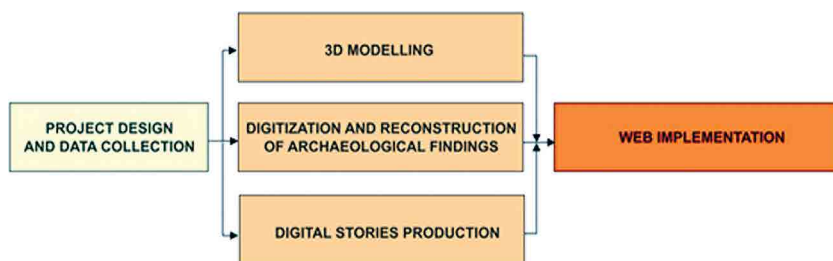 3D MODELLING
PROJECT DESIGN
AND DATA COLLECTION
DIGITIZATION AND RECONSTRUCTION
OF ARCHAEOLOGICAL FINDINGS
WEB IMPLEMENTATION
DIGITAL STORIES PRODUCTION